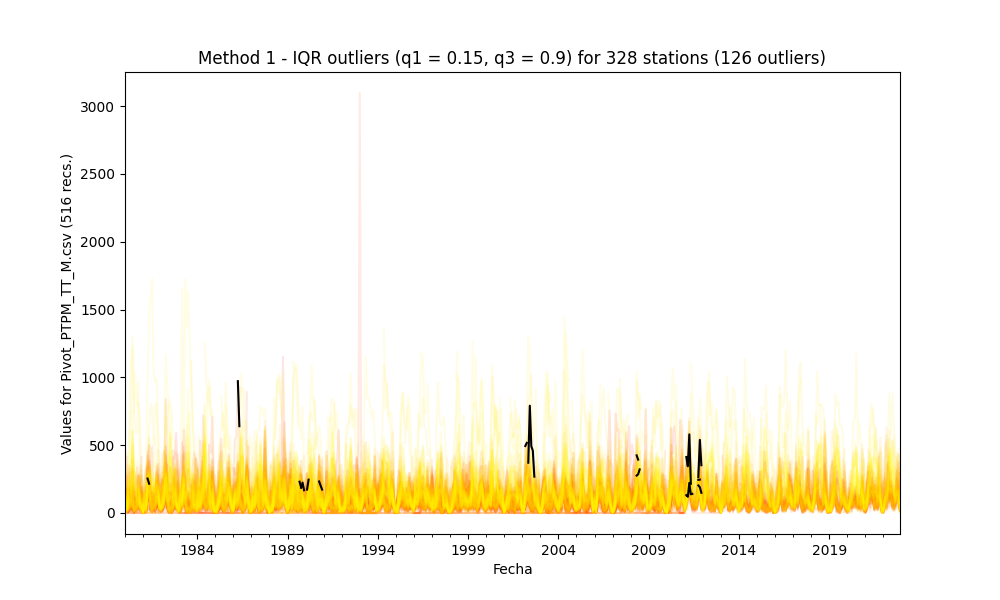 Method 1 - IQR outliers (q1 = 0.15, q3 = 0.9) for 328 stations (126 outliers)
Values for Pivot_PTPM_TT_M.csv (516 recs.)
3000
2500
2000
1500
1000
500
0
1984 1989 1994 1999 2004 2009 2014 2019
Fecha